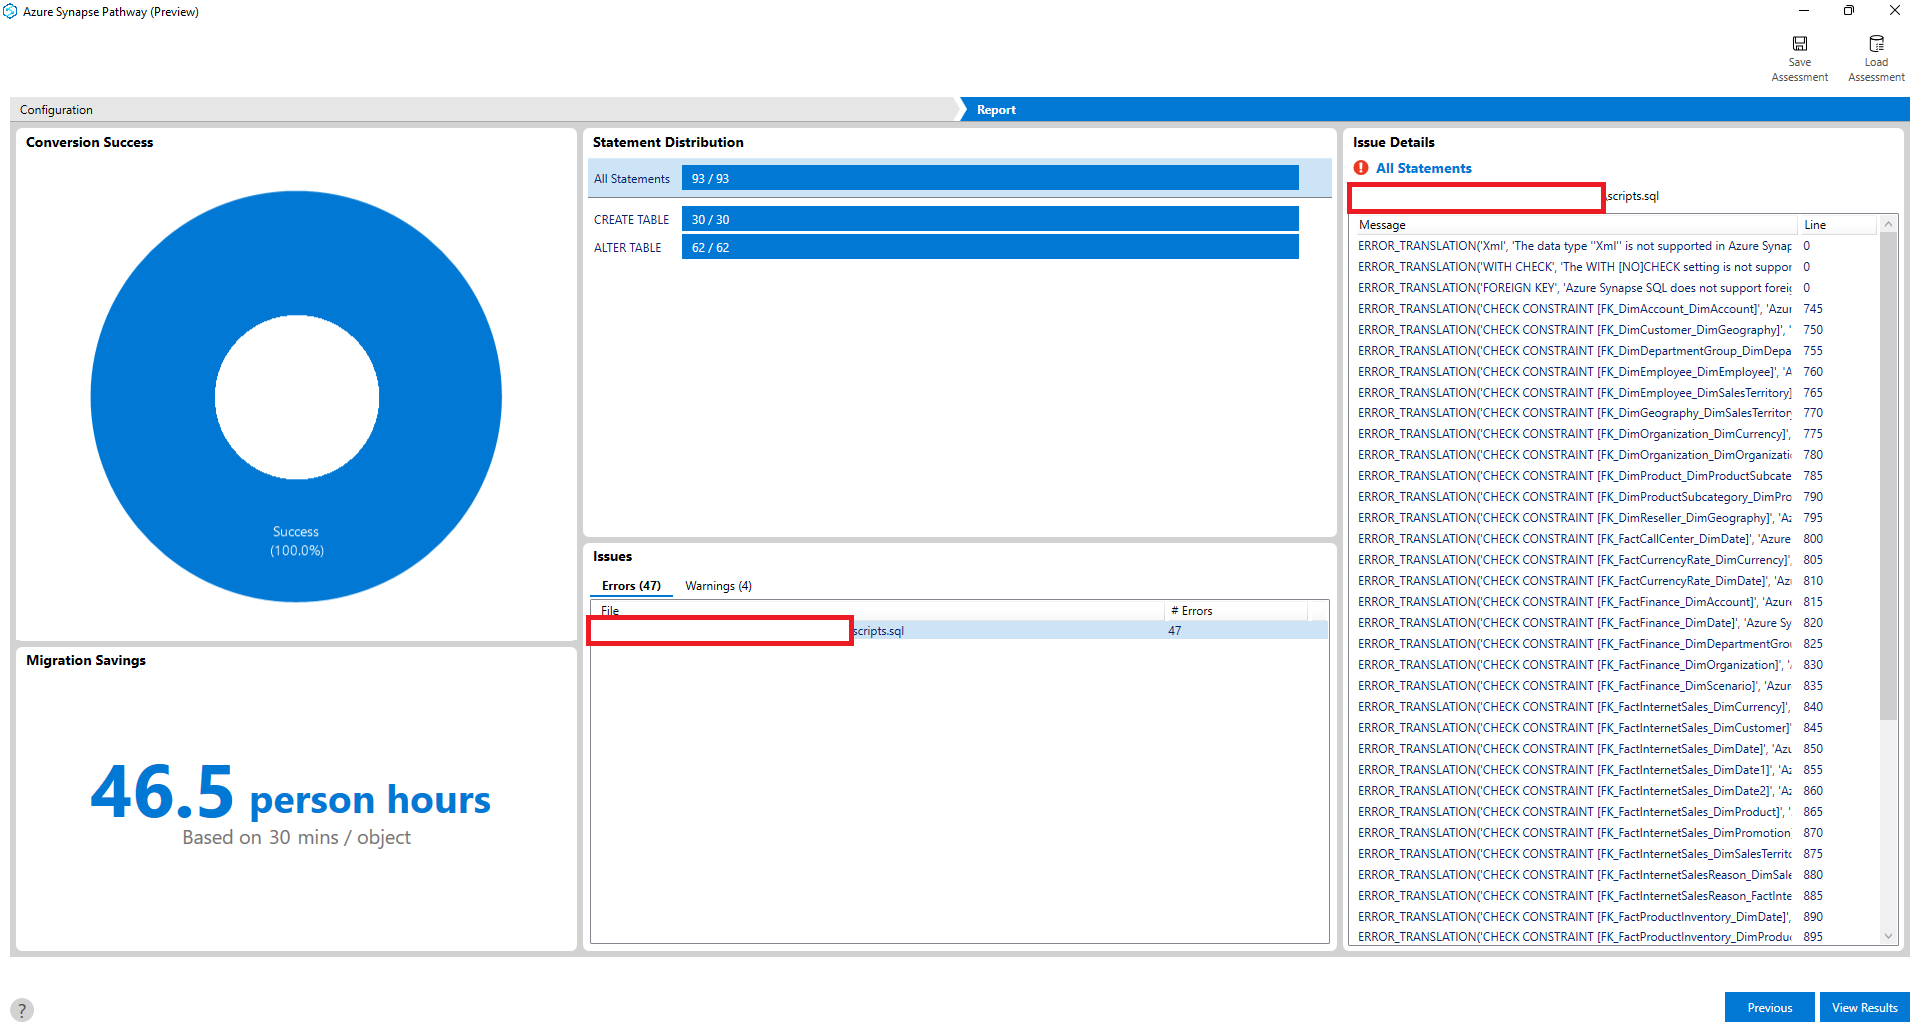 Azure Synapse Pathway (Preview)
Save
Assessment
Load
Assessment
Configuration
Report
Conversion Success
Success
(100.0%)
Migration Savings
46.5 person hours
Based on 30 mins / object
Statement Distribution
All Statements 93 / 93
CREATE TABLE 30 / 30
ALTER TABLE 62 / 62
Issues
Errors (47) Warnings (4)
File # Errors
scripts.sql 47
Issue Details
All Statements
\scripts.sql
Message Line
ERROR_TRANSLATION('Xml', 'The data type "Xml" is not supported in Azure Synap 0
ERROR_TRANSLATION('WITH CHECK', 'The WITH [NO]CHECK setting is not suppor 0
ERROR_TRANSLATION('FOREIGN KEY', 'Azure Synapse SQL does not support foreig 0
ERROR_TRANSLATION('CHECK CONSTRAINT [FK_DimAccount_DimAccount]', 'Azur 745
ERROR_TRANSLATION('CHECK CONSTRAINT [FK_DimCustomer_DimGeography]', ' 750
ERROR_TRANSLATION('CHECK CONSTRAINT [FK_DimDepartmentGroup_DimDepa 755
ERROR_TRANSLATION('CHECK CONSTRAINT [FK_DimEmployee_DimEmployee]', 'A 760
ERROR_TRANSLATION('CHECK CONSTRAINT [FK_DimEmployee_DimSalesTerritory] 765
ERROR_TRANSLATION('CHECK CONSTRAINT [FK_DimGeography_DimSalesTerritor 770
ERROR_TRANSLATION('CHECK CONSTRAINT [FK_DimOrganization_DimCurrency]', 775
ERROR_TRANSLATION('CHECK CONSTRAINT [FK_DimOrganization_DimOrganizati 780
ERROR_TRANSLATION('CHECK CONSTRAINT [FK_DimProduct_DimProductSubcate 785
ERROR_TRANSLATION('CHECK CONSTRAINT [FK_DimProductSubcategory_DimPro 790
ERROR_TRANSLATION('CHECK CONSTRAINT [FK_DimReseller_DimGeography]', 'Az 795
ERROR_TRANSLATION('CHECK CONSTRAINT [FK_FactCallCenter_DimDate]', 'Azure 800
ERROR_TRANSLATION('CHECK CONSTRAINT [FK_FactCurrencyRate_DimCurrency]', 805
ERROR_TRANSLATION('CHECK CONSTRAINT [FK_FactCurrencyRate_DimDate]', 'Azu 810
ERROR_TRANSLATION('CHECK CONSTRAINT [FK_FactFinance_DimAccount]', 'Azure 815
ERROR_TRANSLATION('CHECK CONSTRAINT [FK_FactFinance_DimDate]', 'Azure Sy 820
ERROR_TRANSLATION('CHECK CONSTRAINT [FK_FactFinance_DimDepartmentGrou 825
ERROR_TRANSLATION('CHECK CONSTRAINT [FK_FactFinance_DimOrganization]', ' 830
ERROR_TRANSLATION('CHECK CONSTRAINT [FK_FactFinance_DimScenario]', 'Azur 835
ERROR_TRANSLATION('CHECK CONSTRAINT [FK_FactInternetSales_DimCurrency]', 840
ERROR_TRANSLATION('CHECK CONSTRAINT [FK_FactInternetSales_DimCustomer]' 845
ERROR_TRANSLATION('CHECK CONSTRAINT [FK_FactInternetSales_DimDate]', 'Azu 850
ERROR_TRANSLATION('CHECK CONSTRAINT [FK_FactInternetSales_DimDate1]', 'Az 855
ERROR_TRANSLATION('CHECK CONSTRAINT [FK_FactInternetSales_DimDate2]', 'Az 860
ERROR_TRANSLATION('CHECK CONSTRAINT [FK_FactInternetSales_DimProduct]', ' 865
ERROR_TRANSLATION('CHECK CONSTRAINT [FK_FactInternetSales_DimPromotion 870
ERROR_TRANSLATION('CHECK CONSTRAINT [FK_FactInternetSales_DimSalesTerrito 875
ERROR_TRANSLATION('CHECK CONSTRAINT [FK_FactInternetSalesReason_DimSale 880
ERROR_TRANSLATION('CHECK CONSTRAINT [FK_FactInternetSalesReason_FactInte 885
ERROR_TRANSLATION('CHECK CONSTRAINT [FK_FactProductInventory_DimDate]', 890
ERROR_TRANSLATION('CHECK CONSTRAINT [FK_FactProductInventory_DimProdu 895
?
Previous
View Results